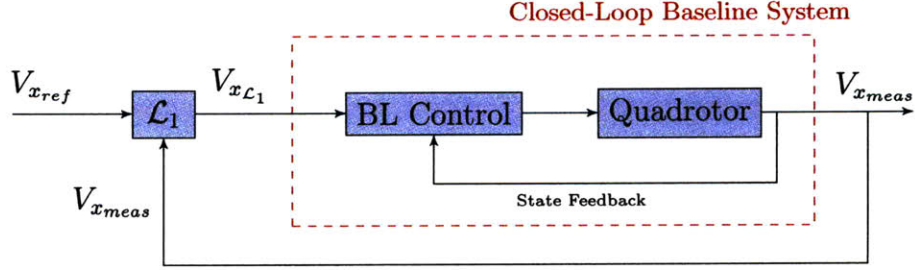 Closed-Loop Baseline System
V_{x_{ref}}
V_{x_{\mathcal{L}_1}}
V_{x_{meas}}
\mathcal{L}_1
BL Control
Quadrotor
V_{x_{meas}}
State Feedback